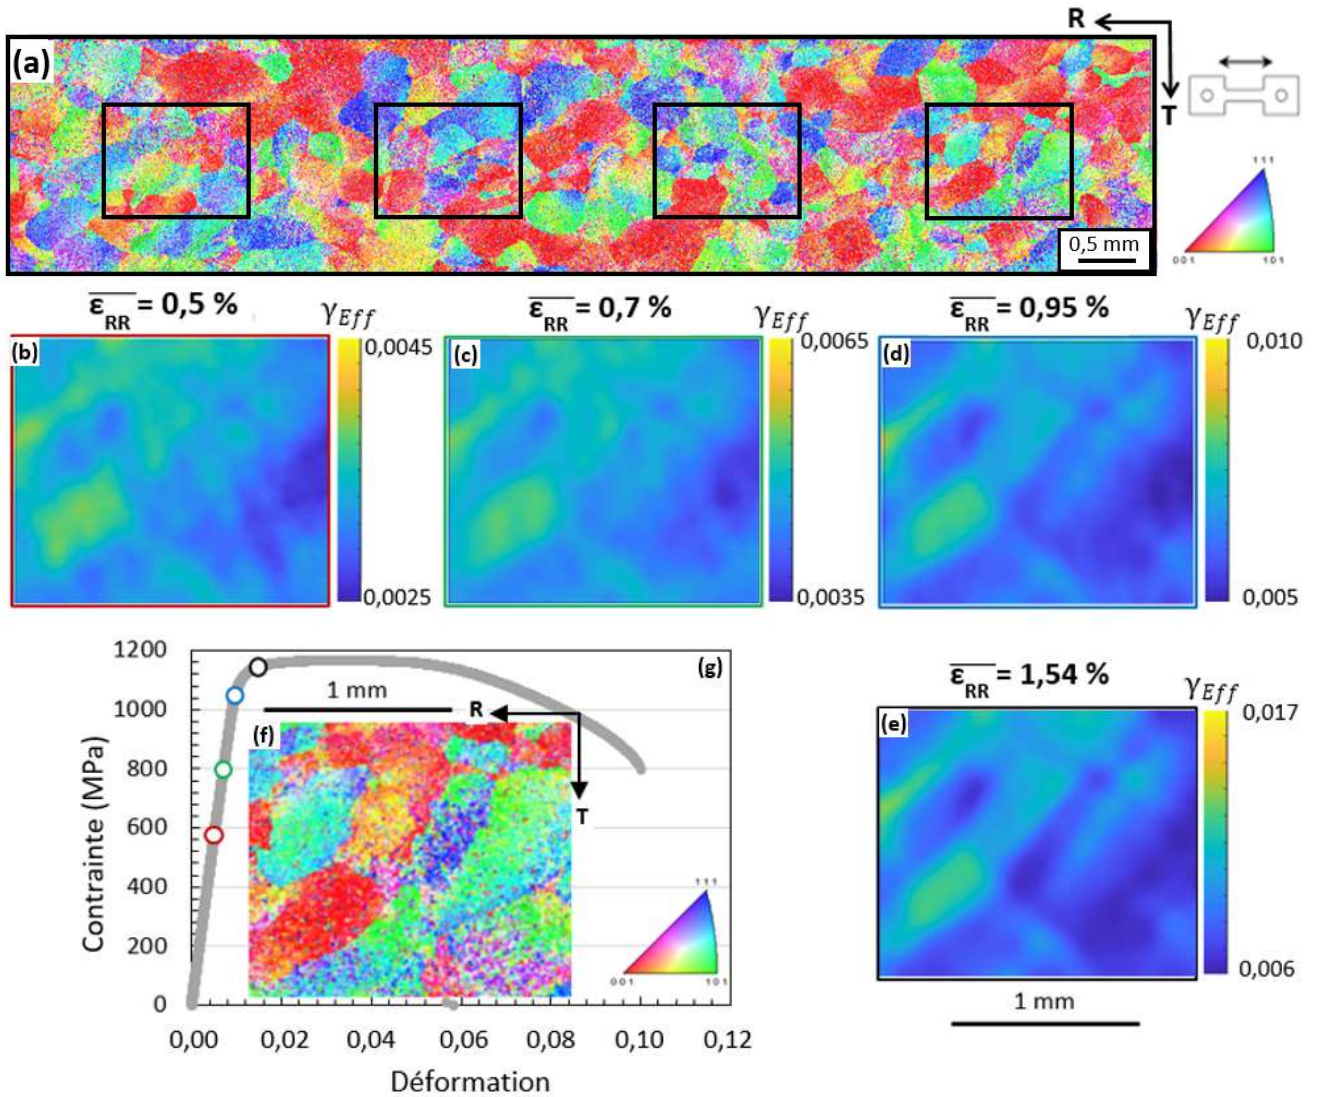 (a)
R
T
0,5 mm
111
001
101
ε̅RR = 0,5 %
γEff
(b)
0,0045
0,0025
ε̅RR = 0,7 %
γEff
(c)
0,0065
0,0035
ε̅RR = 0,95 %
γEff
(d)
0,010
0,005
1200
1000
800
600
400
200
0
Contrainte (MPa)
(g)
1 mm
R
(f)
T
111
001
101
0,00
0,02
0,04
0,06
0,08
0,10
0,12
Déformation
ε̅RR = 1,54 %
γEff
(e)
0,017
0,006
1 mm